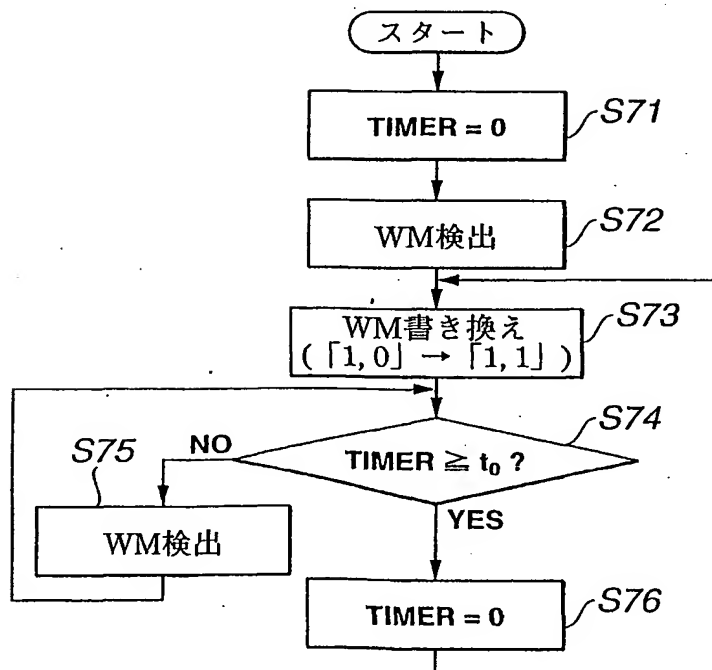 スタート
TIMER = 0
S71
WM検出
S72
WM書き換え
(「1,0」→「1,1」)
S73
TIMER ≧ t₀ ?
S74
NO
YES
S75
WM検出
TIMER = 0
S76